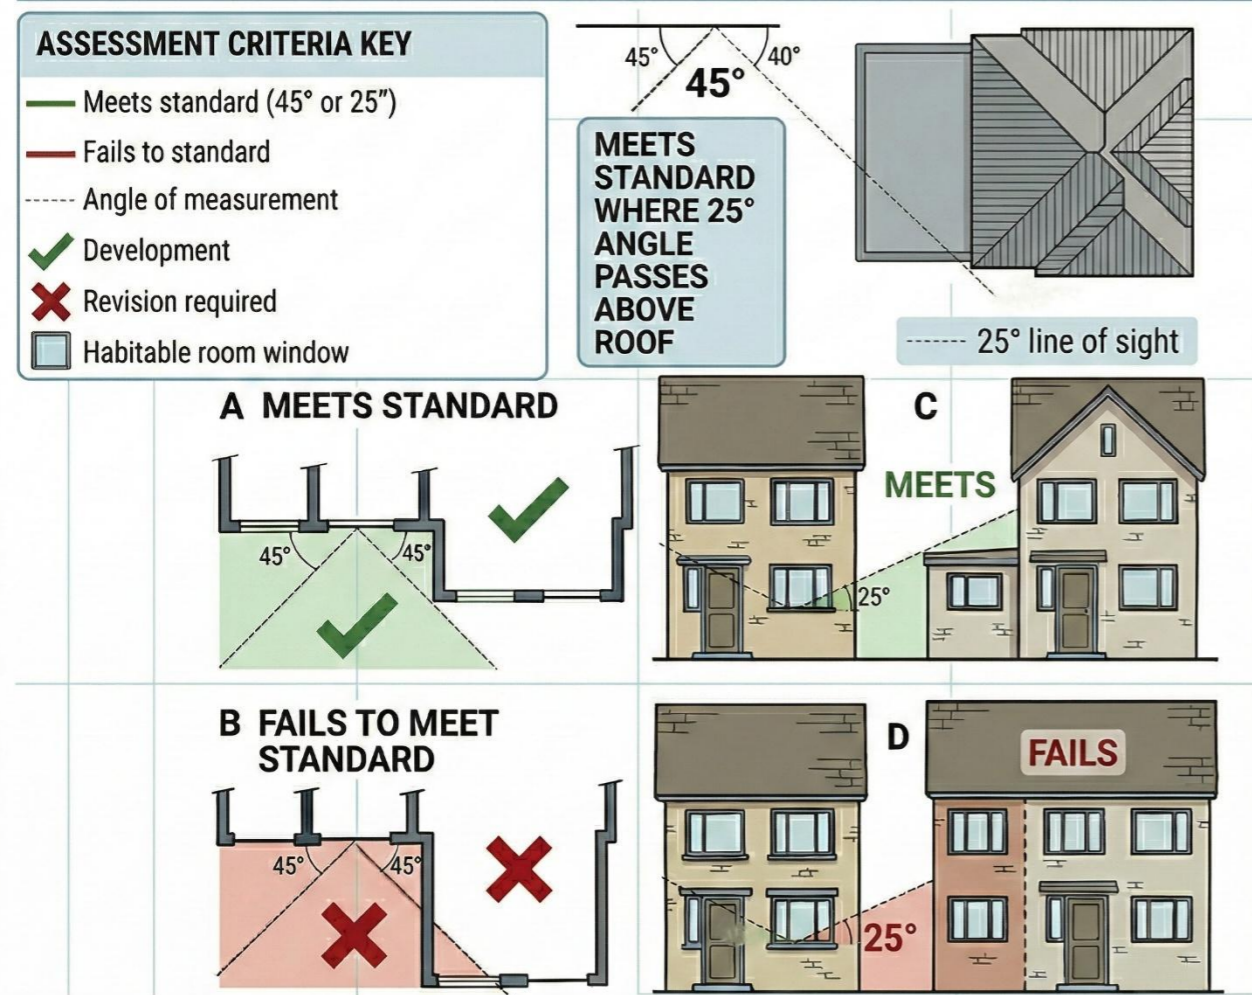 ASSESSMENT CRITERIA KEY
Meets standard (45° or 25″)
Fails to standard
Angle of measurement
Development
Revision required
Habitable room window
45°
40°
45°
MEETS
STANDARD
WHERE 25°
ANGLE
PASSES
ABOVE
ROOF
25° line of sight
A MEETS STANDARD
45°
45°
C
MEETS
25°
B FAILS TO MEET
STANDARD
45°
45°
D
FAILS
25°